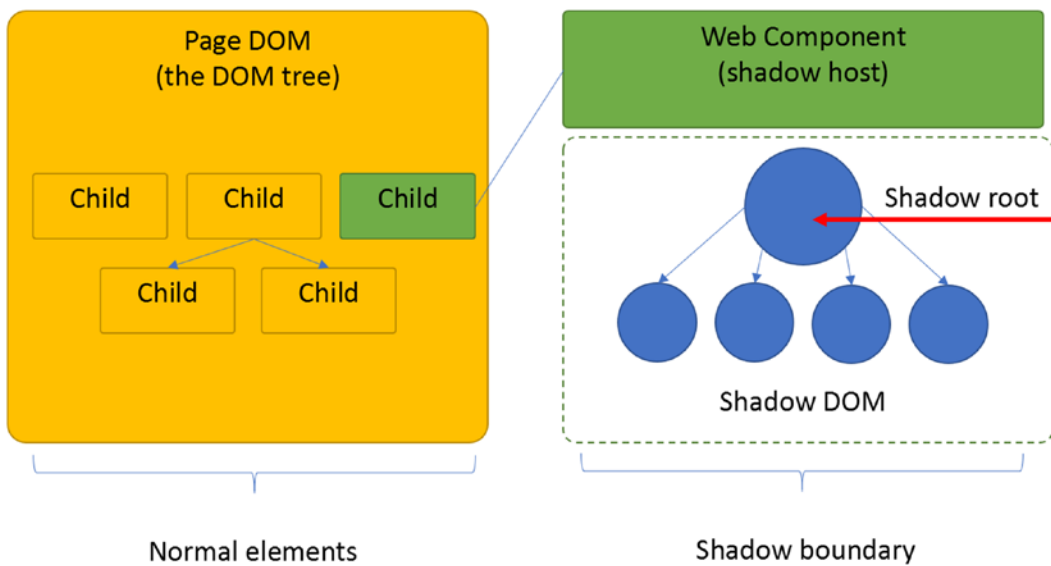 Page DOM
(the DOM tree)
Child
Child
Child
Child
Child
Normal elements
Web Component
(shadow host)
Shadow root
Shadow DOM
Shadow boundary